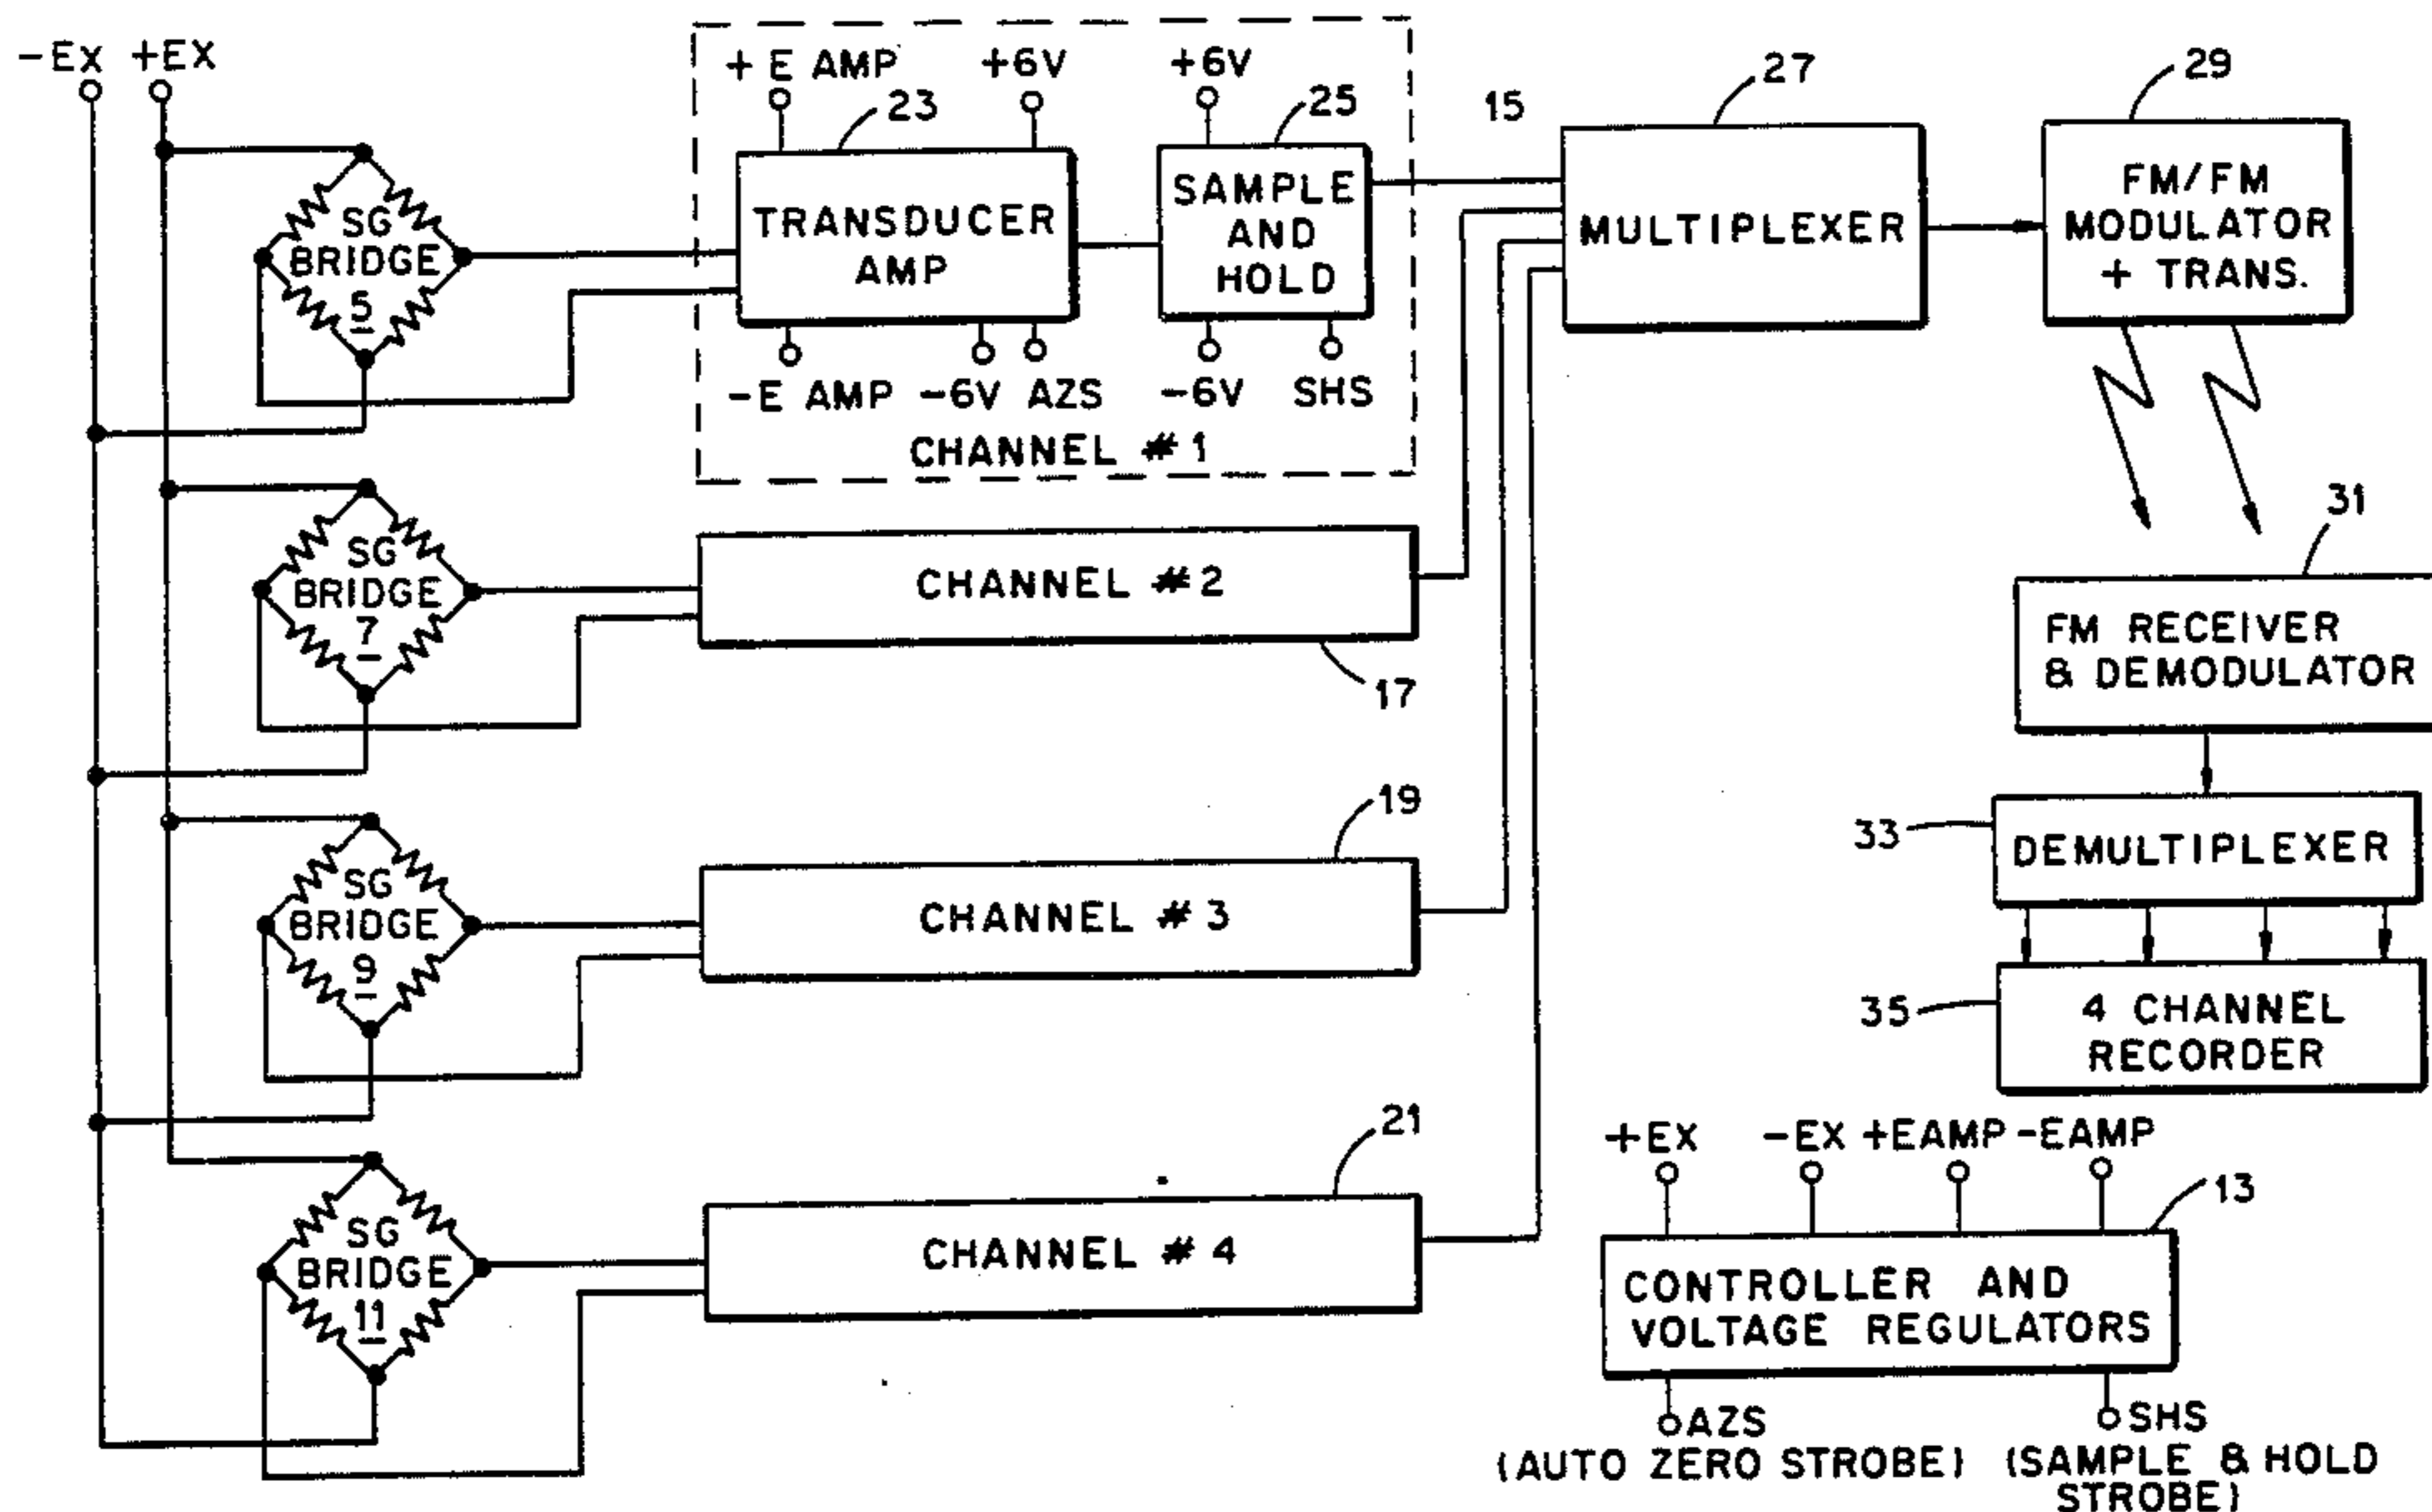 -EX +EX
+ E AMP +6V +6V
23 25 15 27 29
SG
BRIDGE
5
TRANSDUCER
AMP
SAMPLE
AND
HOLD
MULTIPLEXER
FM/FM
MODULATOR
+ TRANS.
-E AMP -6V AZS -6V SHS
CHANNEL #1
SG
BRIDGE
7
CHANNEL #2
17
31
FM RECEIVER
& DEMODULATOR
19
33
DEMULTIPLEXER
SG
BRIDGE
9
CHANNEL #3
35
4 CHANNEL
RECORDER
21
SG
BRIDGE
11
CHANNEL #4
+EX -EX +EAMP -EAMP
13
CONTROLLER AND
VOLTAGE REGULATORS
AZS
(AUTO ZERO STROBE)
SHS
(SAMPLE & HOLD
STROBE)